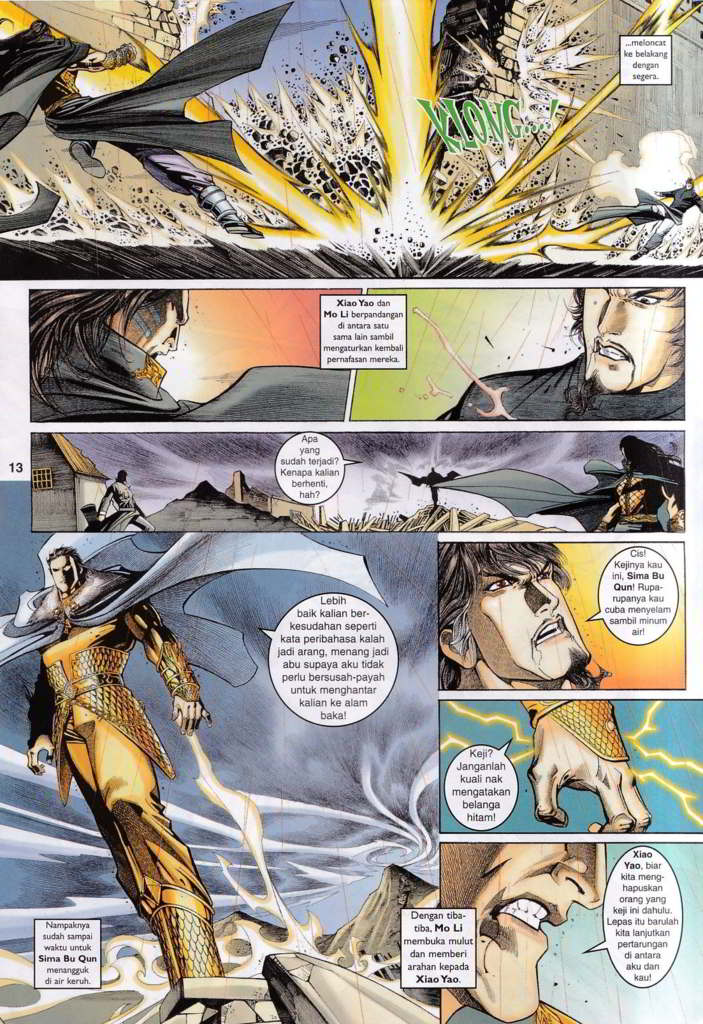 ...meloncat
ke belakang
dengan
segera.
KLONG...!
Xiao Yao dan
Mo Li berpandangan
di antara satu
sama lain sambil
mengaturkan kembali
pernafasan mereka.
13
Apa
yang
sudah terjadi?
Kenapa kalian
berhenti,
hah?
Lebih
baik kalian ber-
kesudahan seperti
kata peribahasa kalah
jadi arang, menang jadi
abu supaya aku tidak
perlu bersusah-payah
untuk menghantar
kalian ke alam
baka!
Cis!
Kejinya kau
ini, Sima Bu
Qun! Rupa-
rupanya kau
cuba menyelam
sambil minum
air!
Keji?
Janganlah
kuali nak
mengatakan
belanga
hitam!
Nampaknya
sudah sampai
waktu untuk
Sima Bu Qun
menangguk
di air keruh.
Dengan tiba-
tiba, Mo Li
membuka mulut
dan memberi
arahan kepada
Xiao Yao.
Xiao
Yao, biar
kita meng-
hapuskan
orang yang
keji ini dahulu.
Lepas itu barulah
kita lanjutkan
pertarungan
di antara
aku dan
kau!